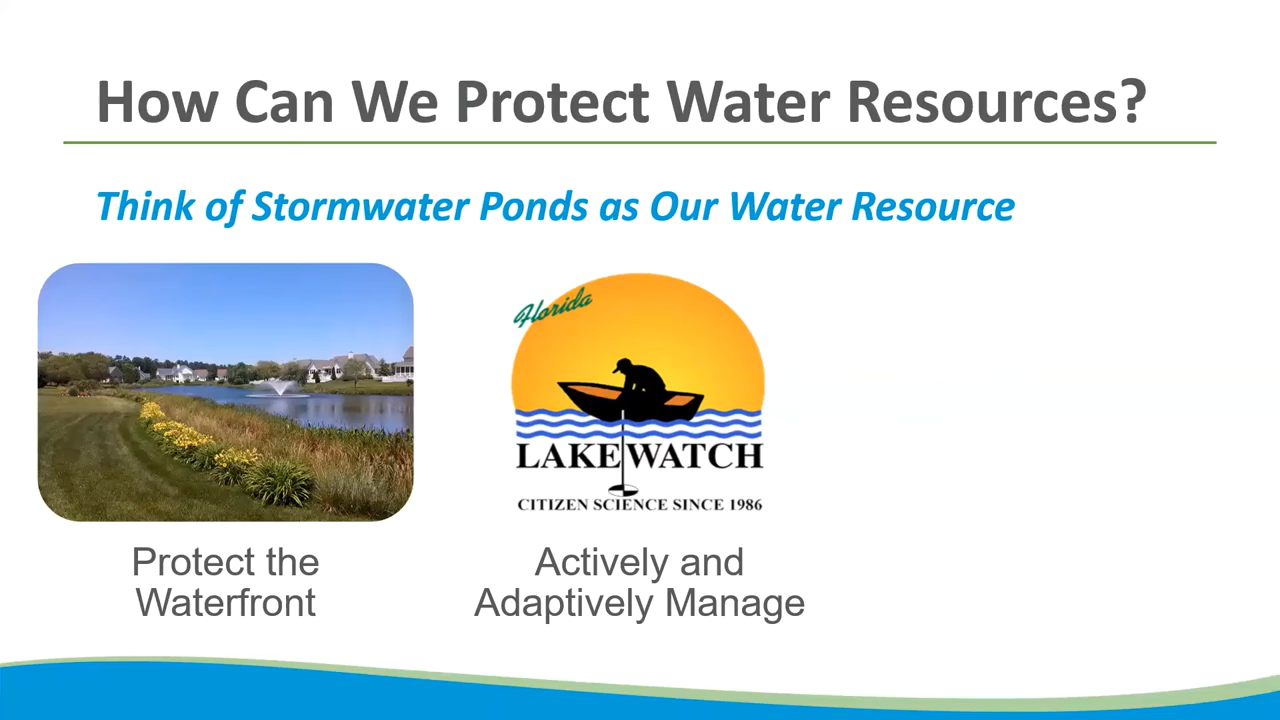 How Can We Protect Water Resources?
Think of Stormwater Ponds as Our Water Resource
Florida
LAKEWATCH
CITIZEN SCIENCE SINCE 1986
Protect the
Waterfront
Actively and
Adaptively Manage